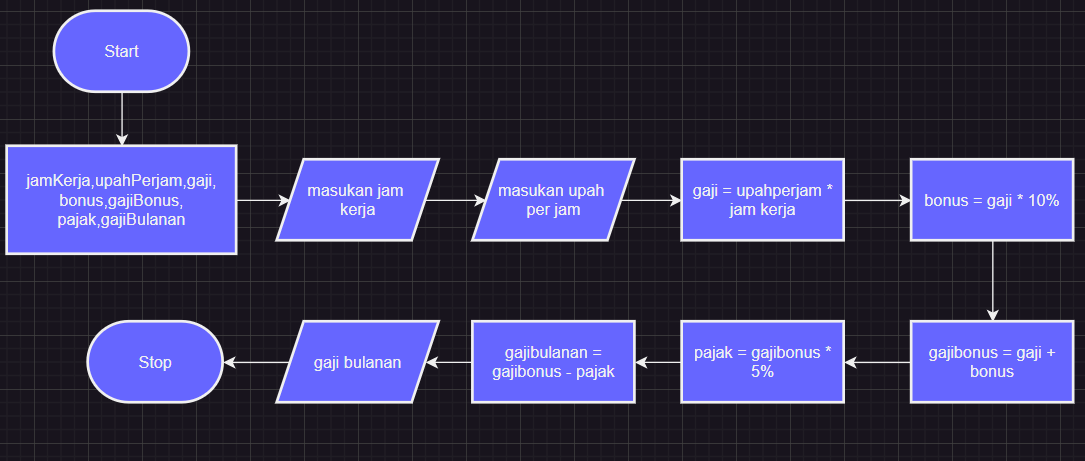 Start
jamKerja,upahPerjam,gaji,
bonus,gajiBonus,
pajak,gajiBulanan
masukan jam
kerja
masukan upah
per jam
gaji = upahperjam *
jam kerja
bonus = gaji * 10%
gajibonus = gaji +
bonus
pajak = gajibonus *
5%
gajibulanan =
gajibonus - pajak
gaji bulanan
Stop